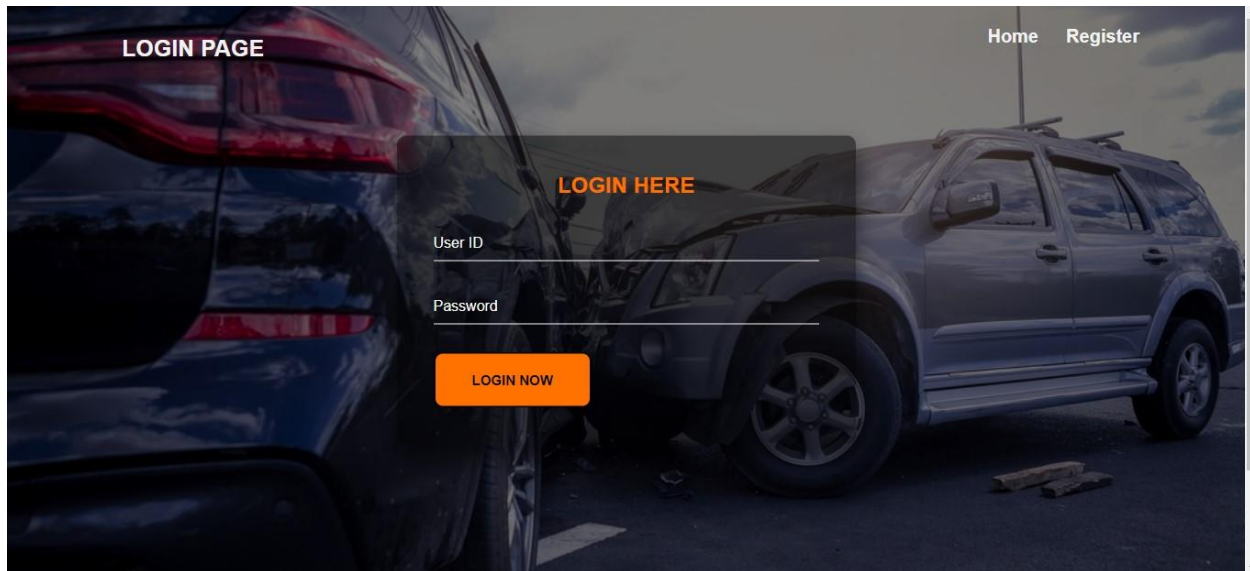 LOGIN PAGE
Home Register
LOGIN HERE
User ID
Password
LOGIN NOW